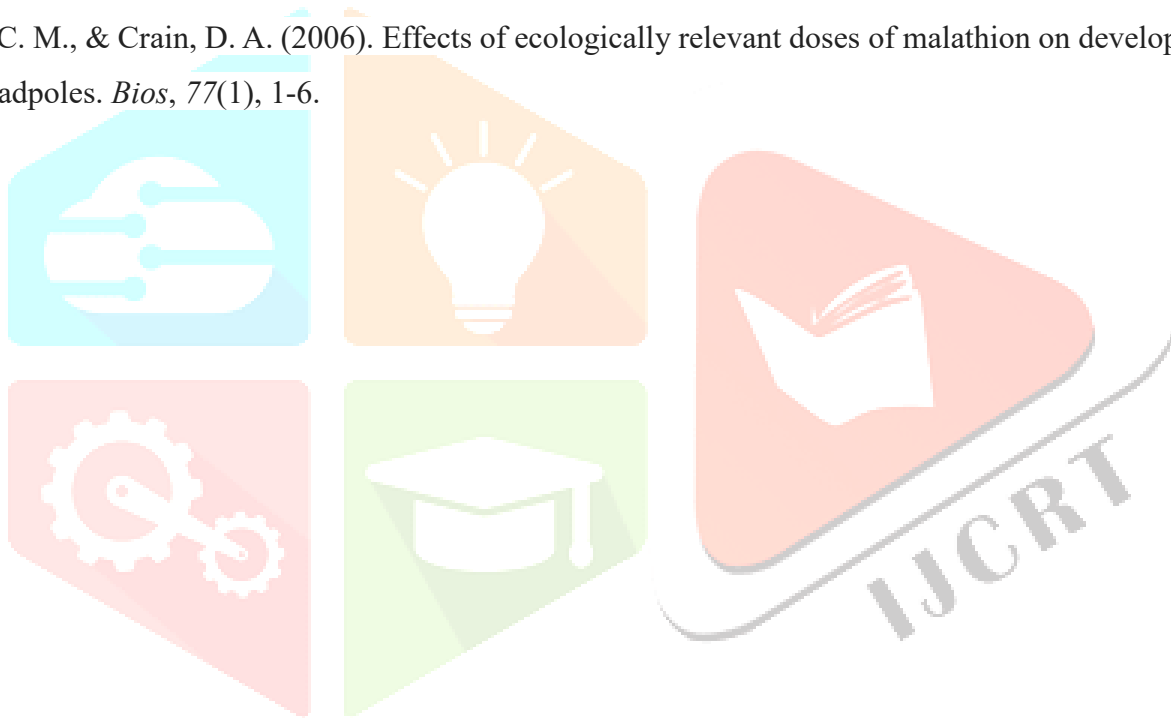 C. M., & Crain, D. A. (2006). Effects of ecologically relevant doses of malathion on develop
adpoles. Bios, 77(1), 1-6.
IJCRT